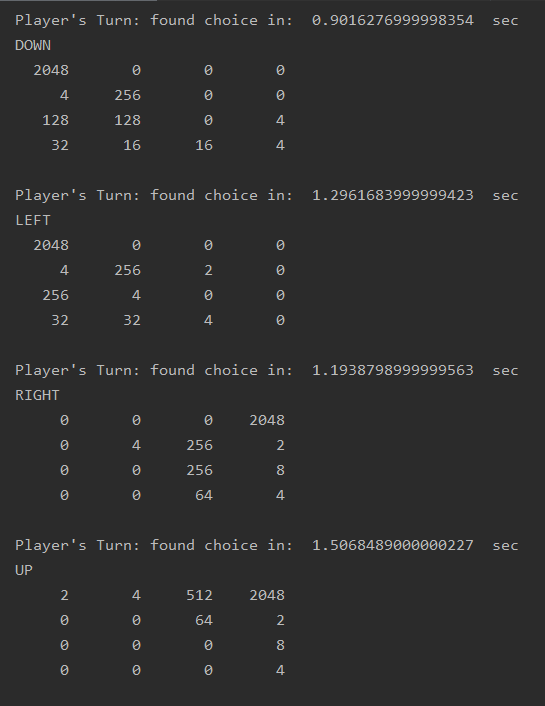 Player's Turn: found choice in:  0.9016276999998354  sec
DOWN
2048 0 0 0
4 256 0 0
128 128 0 4
32 16 16 4
Player's Turn: found choice in:  1.2961683999999423  sec
LEFT
2048 0 0 0
4 256 2 0
256 4 0 0
32 32 4 0
Player's Turn: found choice in:  1.1938798999999563  sec
RIGHT
0 0 0 2048
0 4 256 2
0 0 256 8
0 0 64 4
Player's Turn: found choice in:  1.5068489000000227  sec
UP
2 4 512 2048
0 0 64 2
0 0 0 8
0 0 0 4